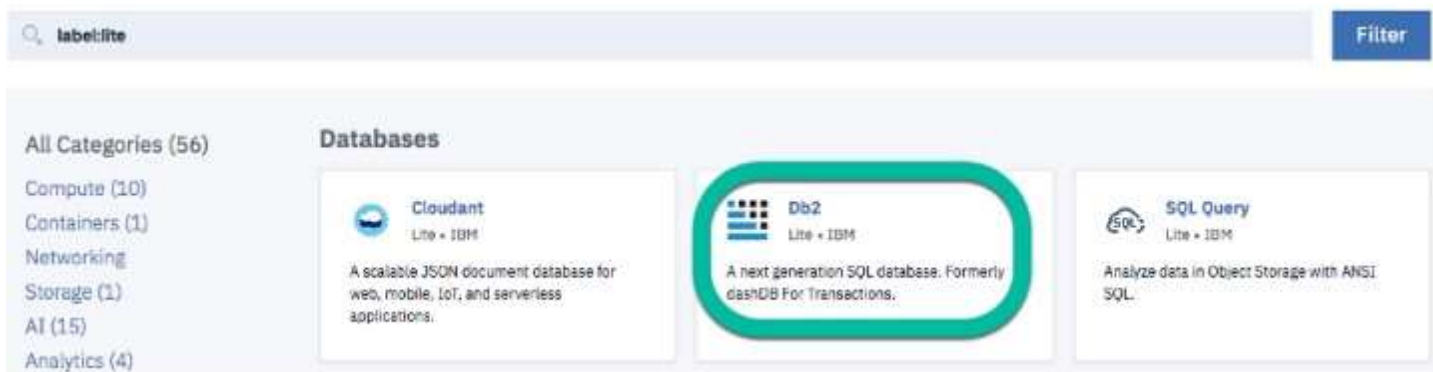 label:lite
Filter
All Categories (56)
Compute (10)
Containers (1)
Networking
Storage (1)
AI (15)
Analytics (4)
Databases
Cloudant
Lite • IBM
A scalable JSON document database for
web, mobile, IoT, and serverless
applications.
Db2
Lite • IBM
A next generation SQL database. Formerly
dashDB For Transactions.
SQL
SQL Query
Lite • IBM
Analyze data in Object Storage with ANSI
SQL.